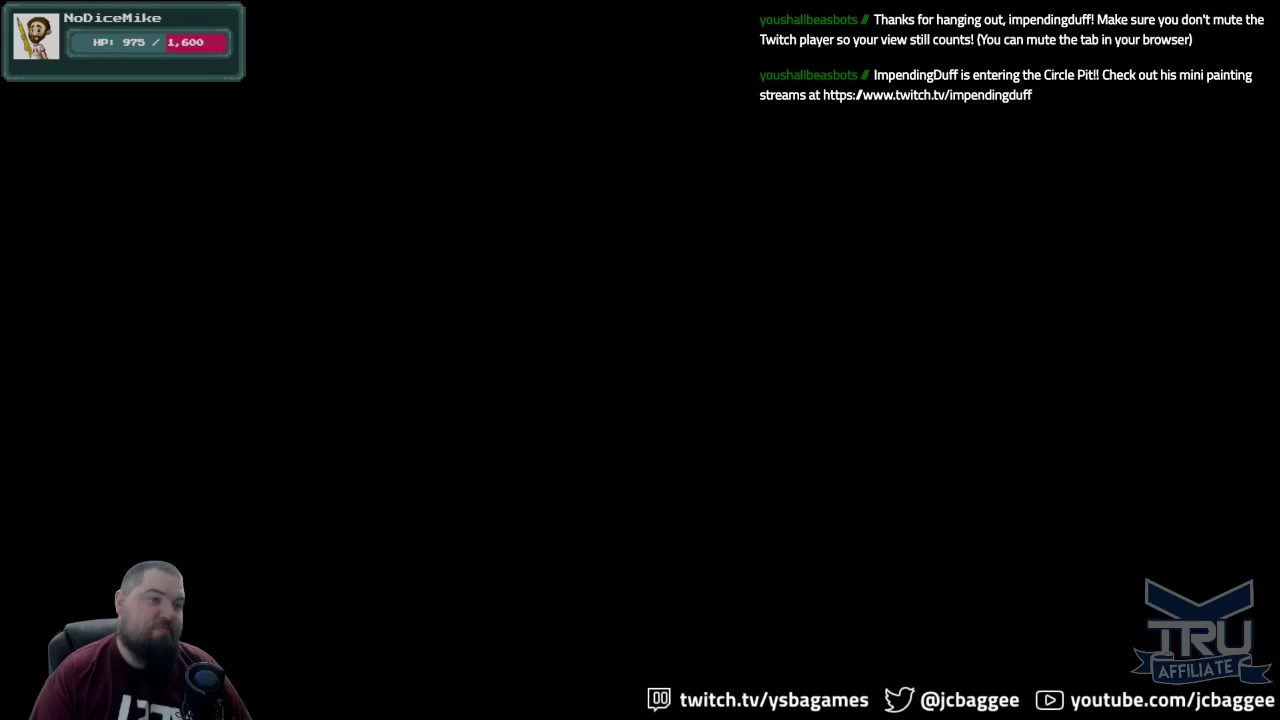 NoDiceMike
HP: 975 / 1,600
youshallbeasbots // Thanks for hanging out, impendingduff! Make sure you don't mute the
Twitch player so your view still counts! (You can mute the tab in your browser)
youshallbeasbots // ImpendingDuff is entering the Circle Pit!! Check out his mini painting
streams at https://www.twitch.tv/impendingduff
TRU
AFFILIATE
twitch.tv/ysbagames @jcbaggee youtube.com/jcbaggee